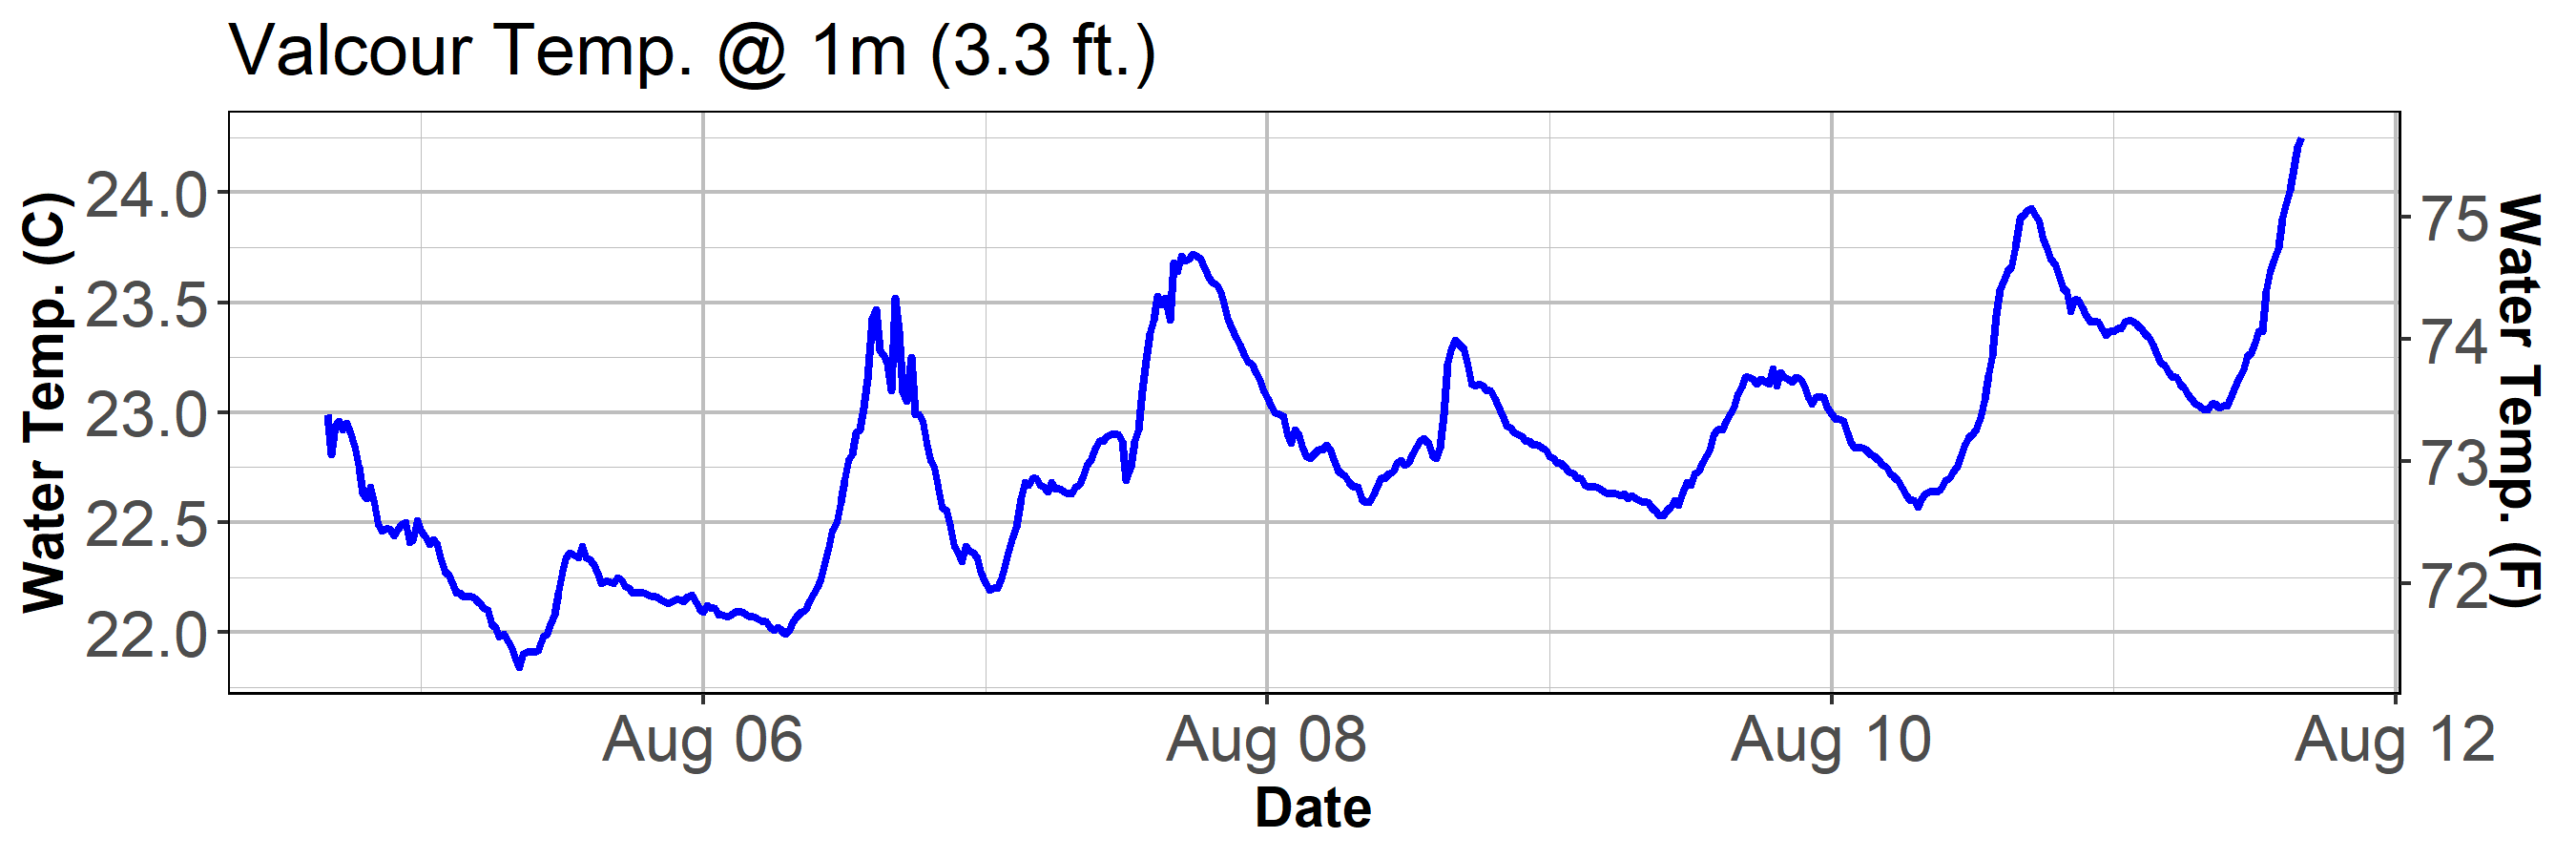 Valcour Temp. @ 1m (3.3 ft.)
Water Temp. (C)
24.0
23.5
23.0
22.5
22.0
75
74
73
72
Water Temp. (F)
Aug 06
Aug 08
Aug 10
Aug 12
Date